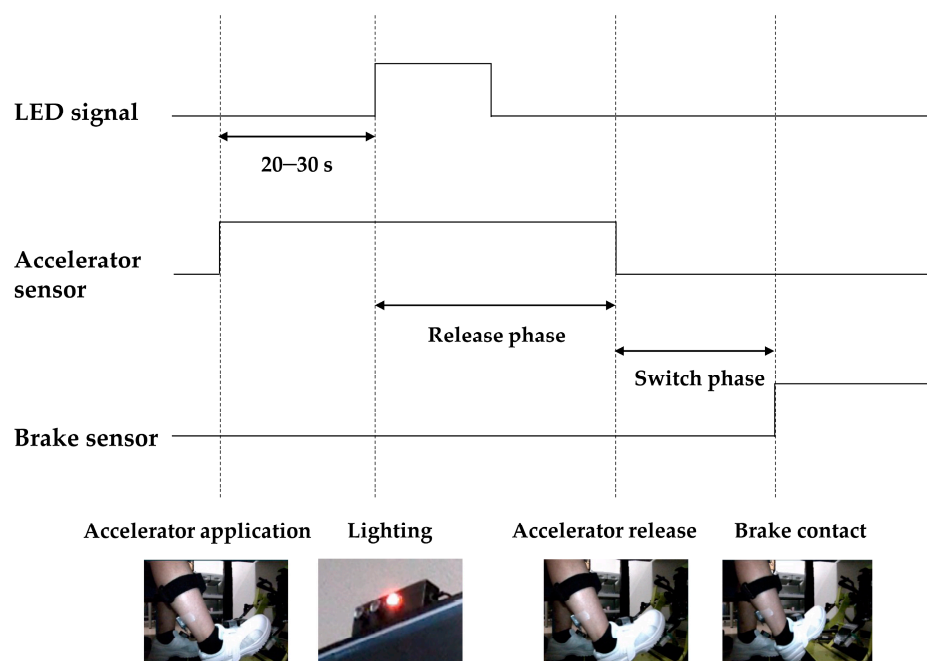 LED signal
20–30 s
Accelerator
sensor
Release phase
Switch phase
Brake sensor
Accelerator application
Lighting
Accelerator release
Brake contact